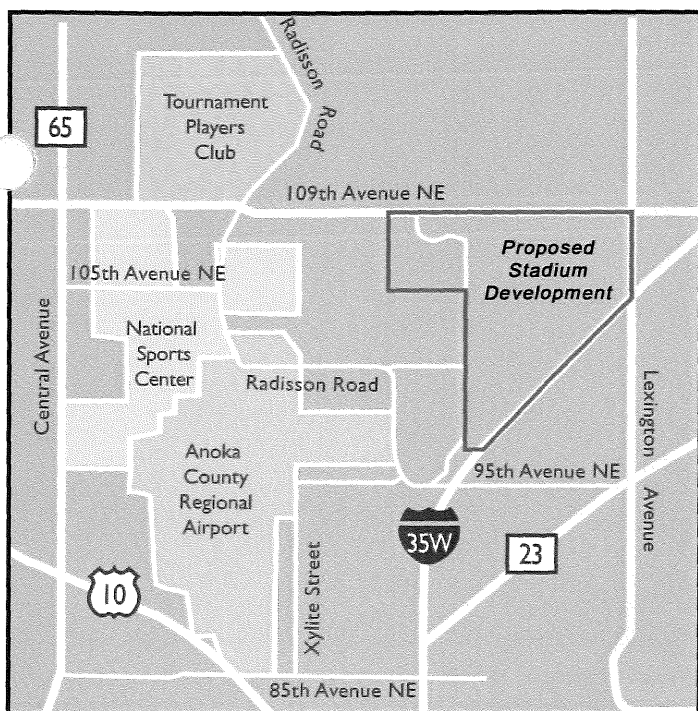 Radisson
Road
Tournament
Players
Club
65
109th Avenue NE
Proposed
Stadium
Development
105th Avenue NE
National
Sports
Center
Central Avenue
Radisson Road
Lexington
Avenue
Anoka
County
Regional
Airport
95th Avenue NE
35W
23
10
Xylite Street
85th Avenue NE